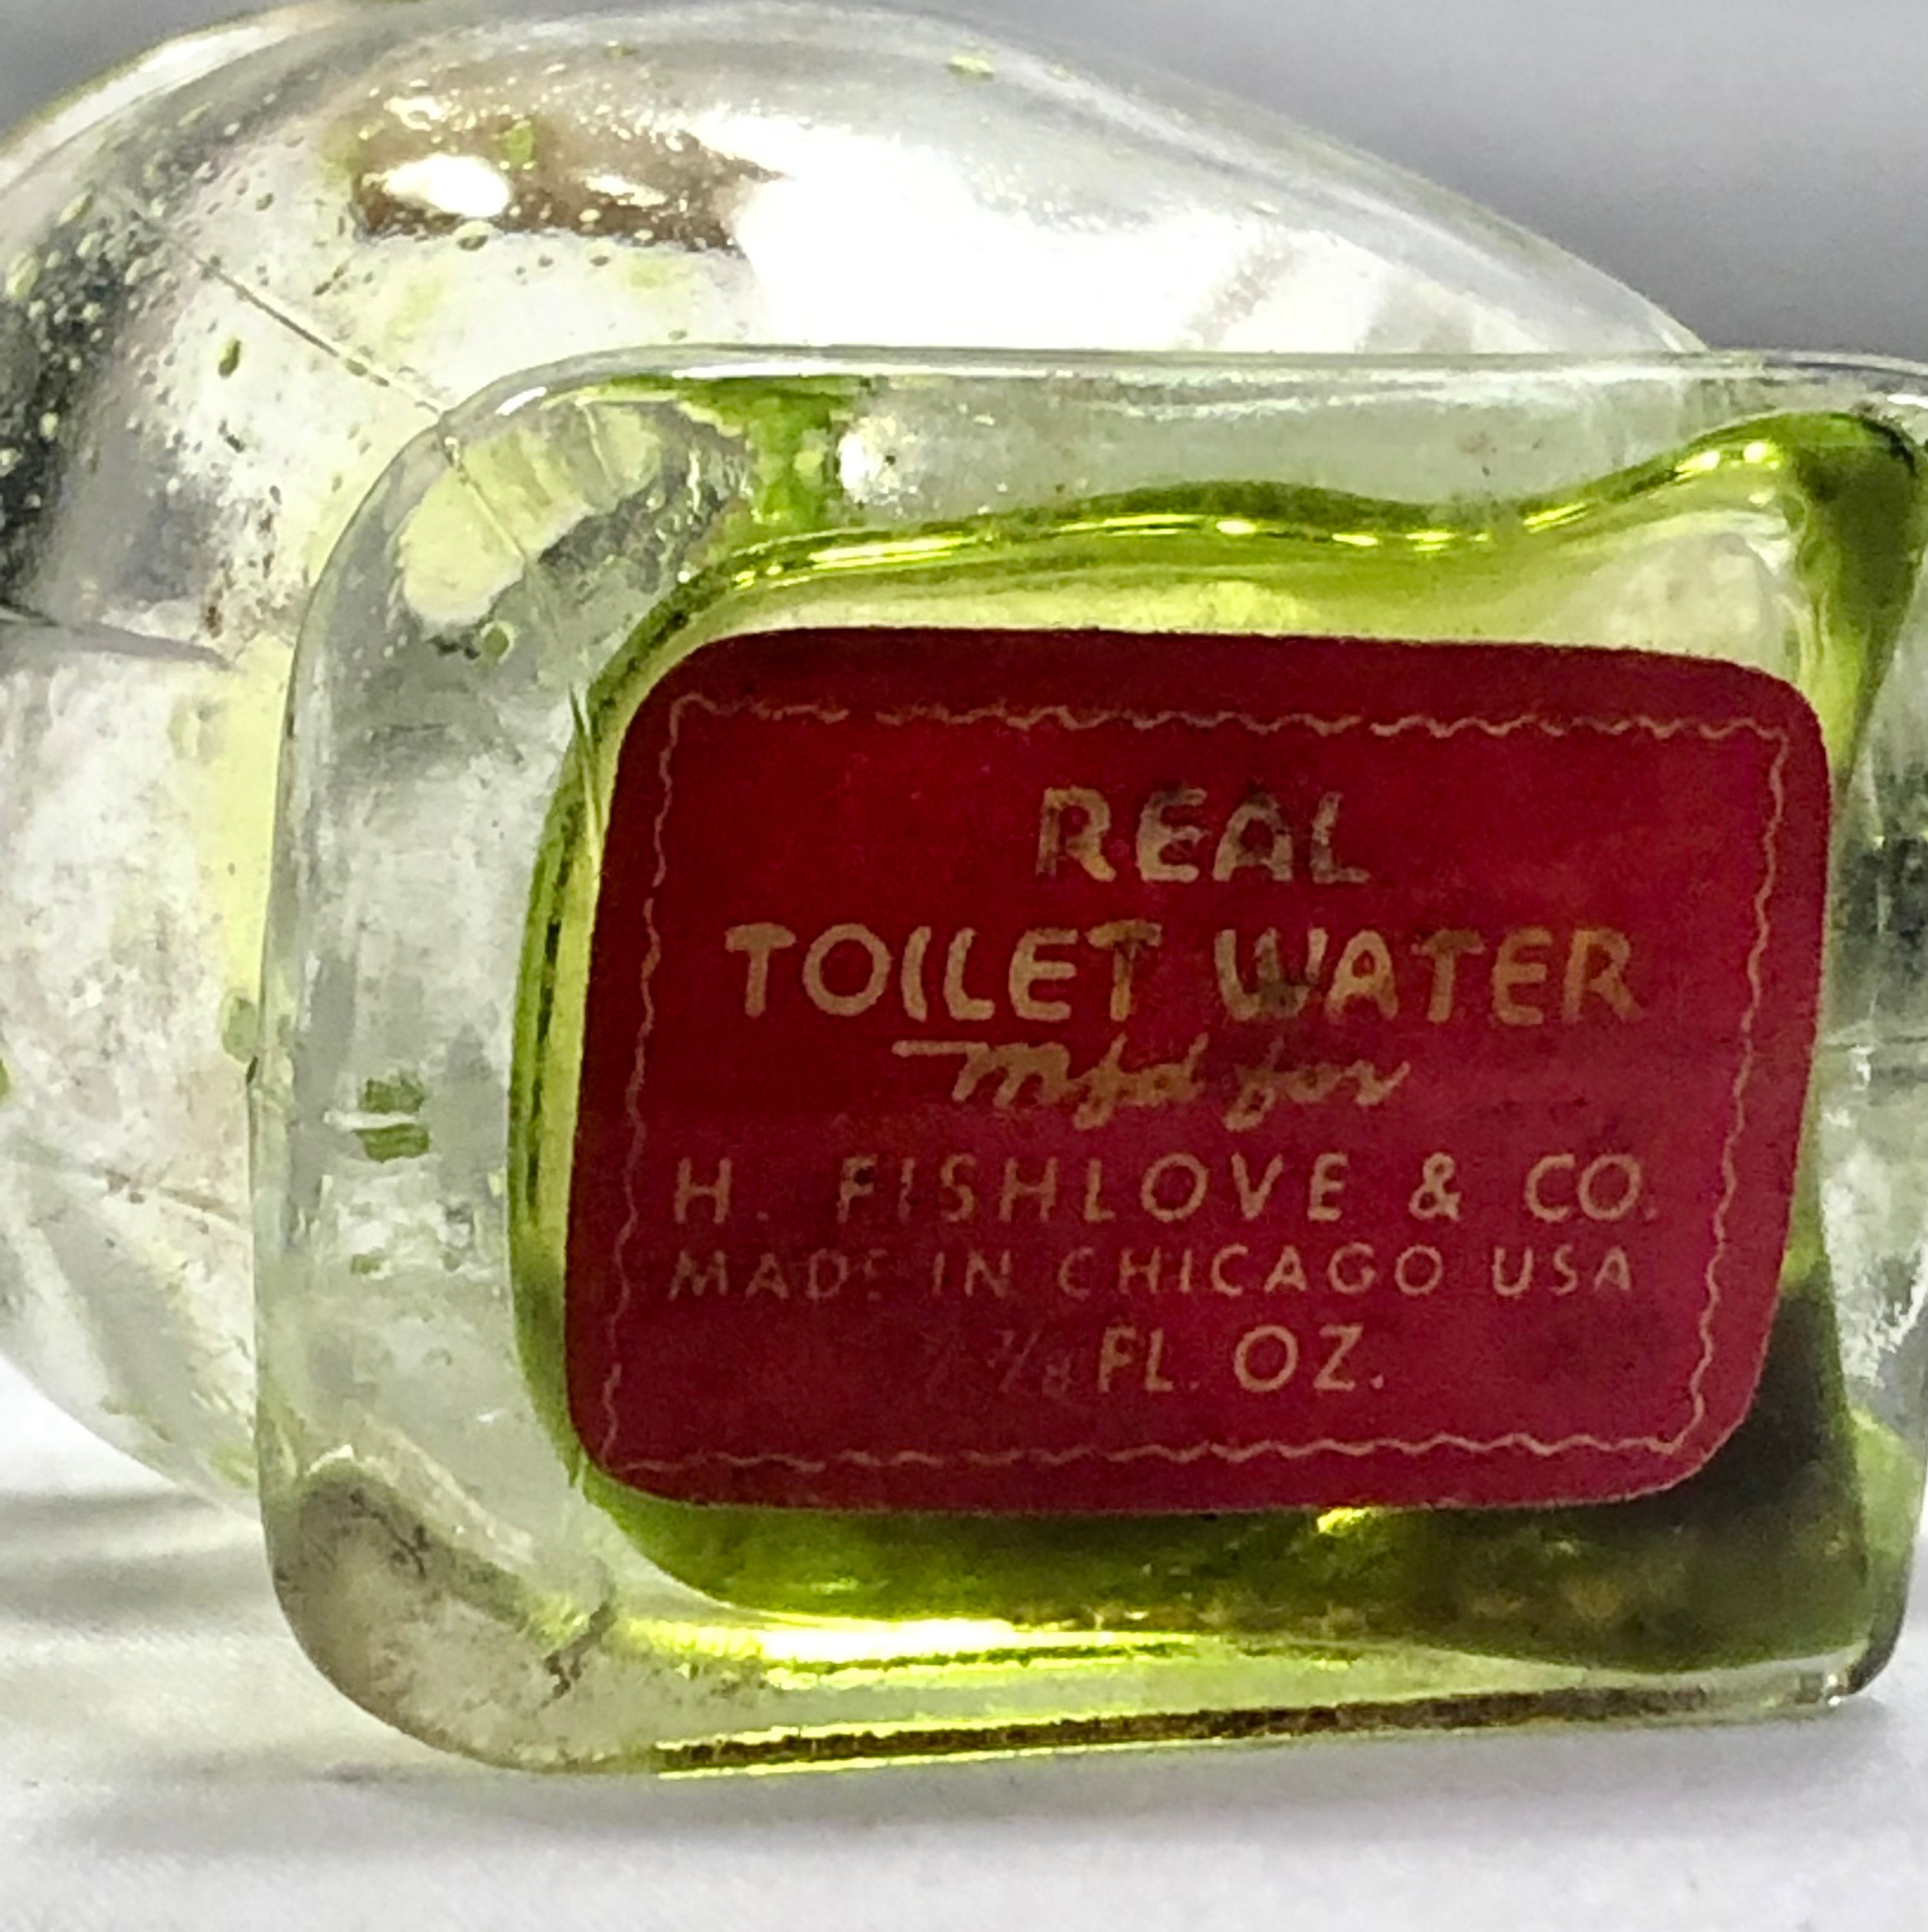 REAL
TOILET WATER
Mfd for
H. FISHLOVE & CO.
MADE IN CHICAGO USA
FL. OZ.